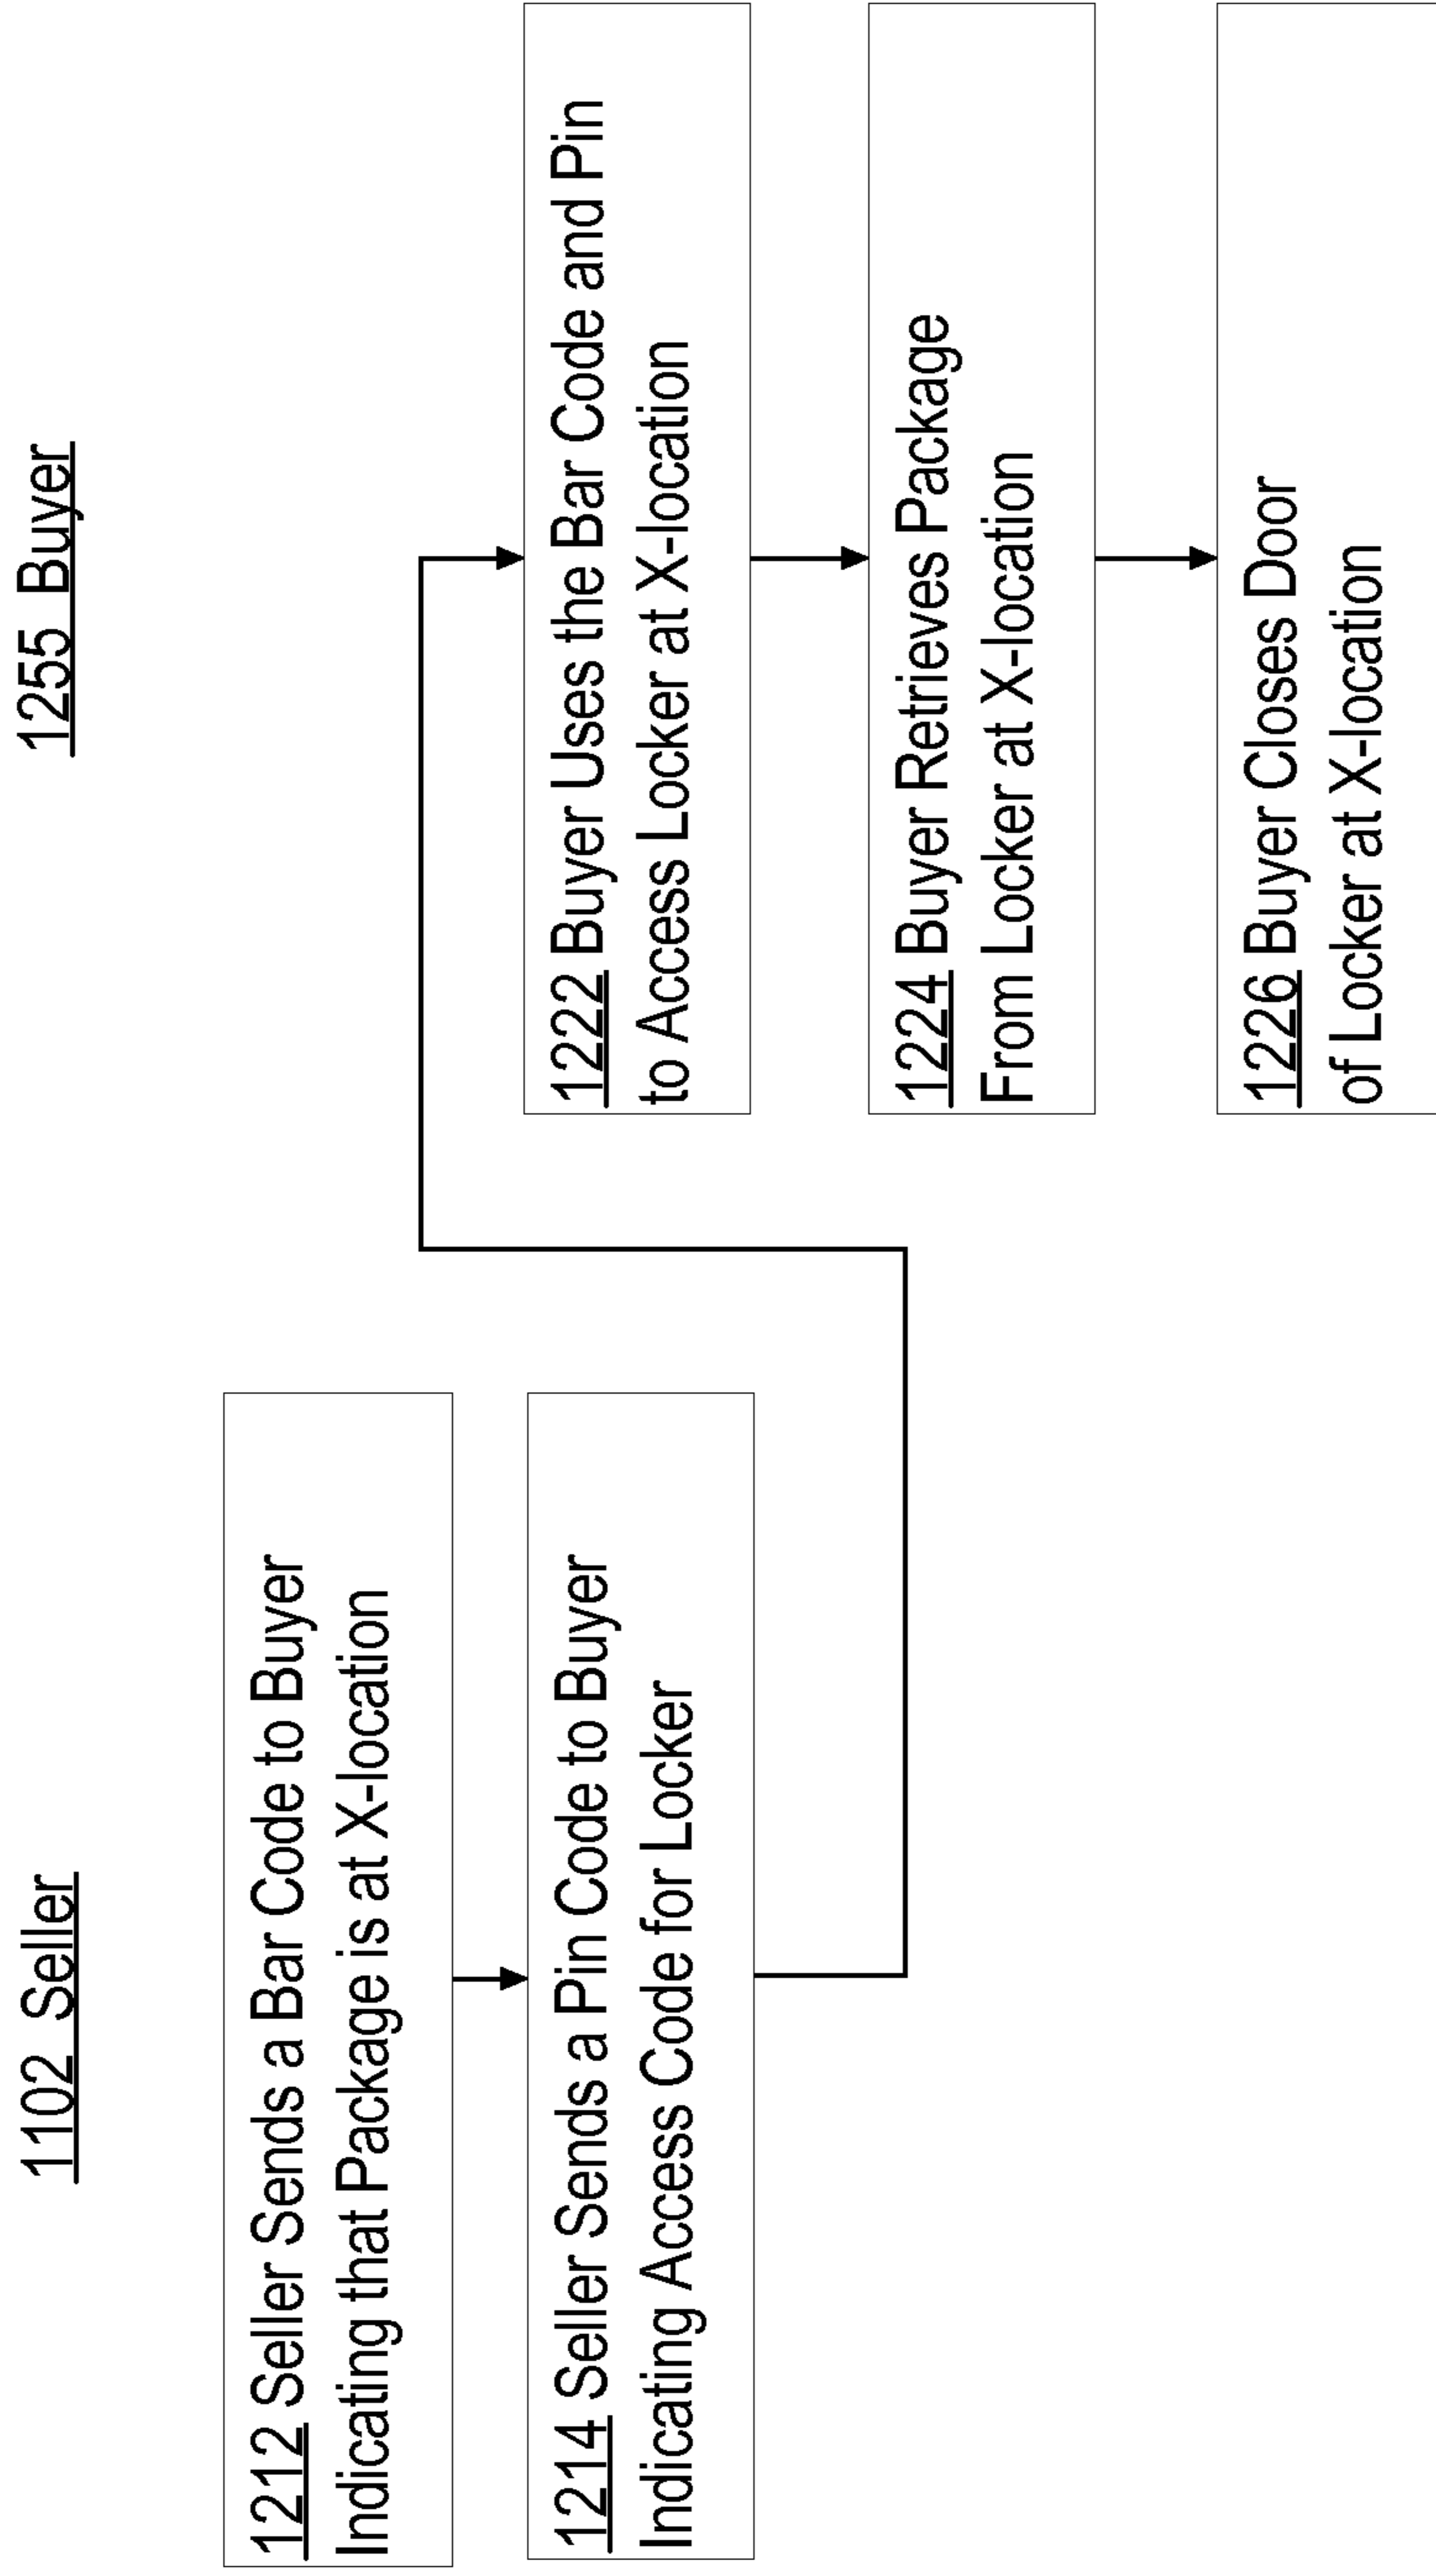 1102 Seller
1212 Seller Sends a Bar Code to Buyer
Indicating that Package is at X-location
1214 Seller Sends a Pin Code to Buyer
Indicating Access Code for Locker
1255 Buyer
1222 Buyer Uses the Bar Code and Pin
to Access Locker at X-location
1224 Buyer Retrieves Package
From Locker at X-location
1226 Buyer Closes Door
of Locker at X-location